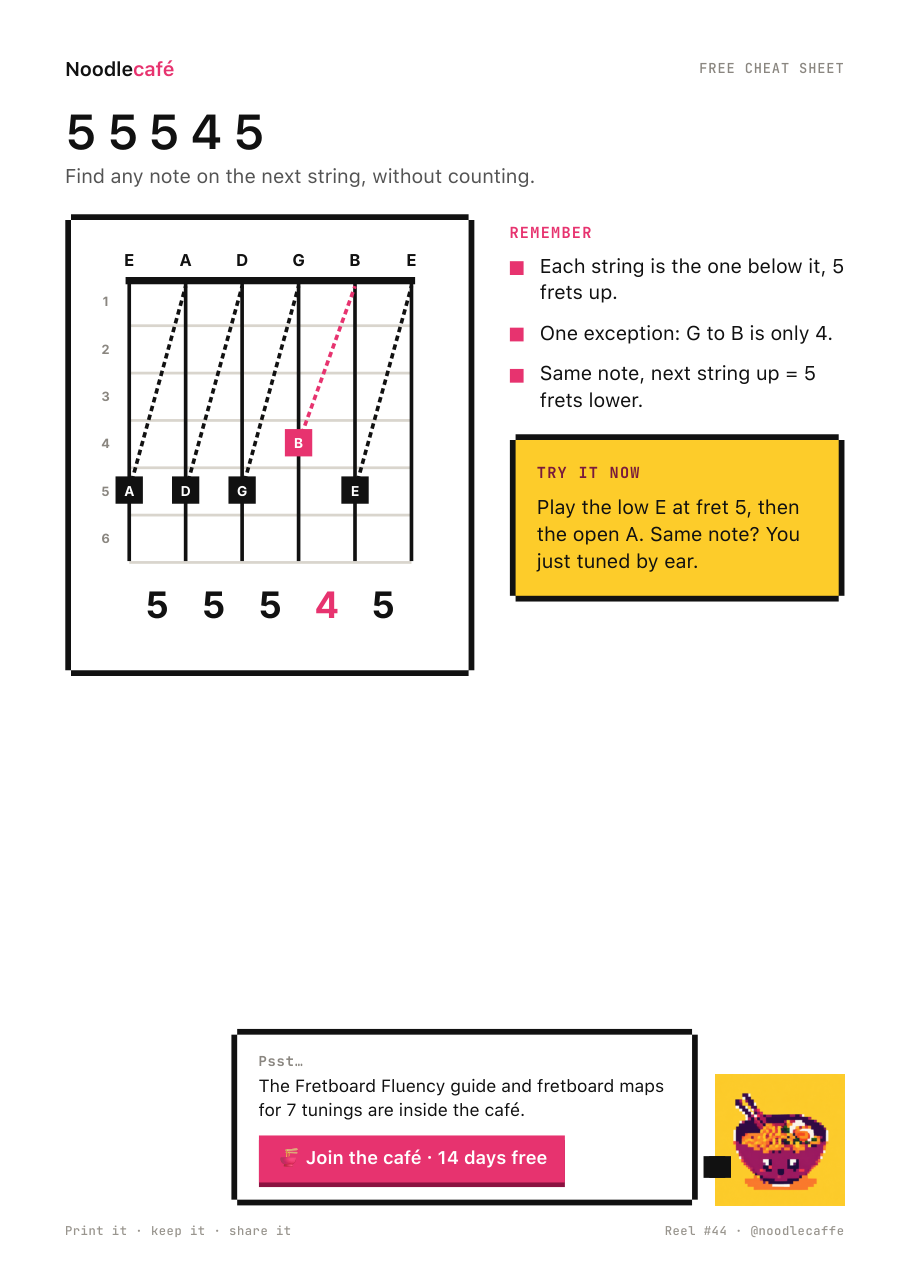 Noodlecafé
FREE CHEAT SHEET
5 5 5 4 5
Find any note on the next string, without counting.
E A D G B E
1
2
3
4 B
5 A D G E
6
5 5 5 4 5
REMEMBER
Each string is the one below it, 5
frets up.
One exception: G to B is only 4.
Same note, next string up = 5
frets lower.
TRY IT NOW
Play the low E at fret 5, then
the open A. Same note? You
just tuned by ear.
Psst…
The Fretboard Fluency guide and fretboard maps
for 7 tunings are inside the café.
Join the café · 14 days free
Print it · keep it · share it
Reel #44 · @noodlecaffe